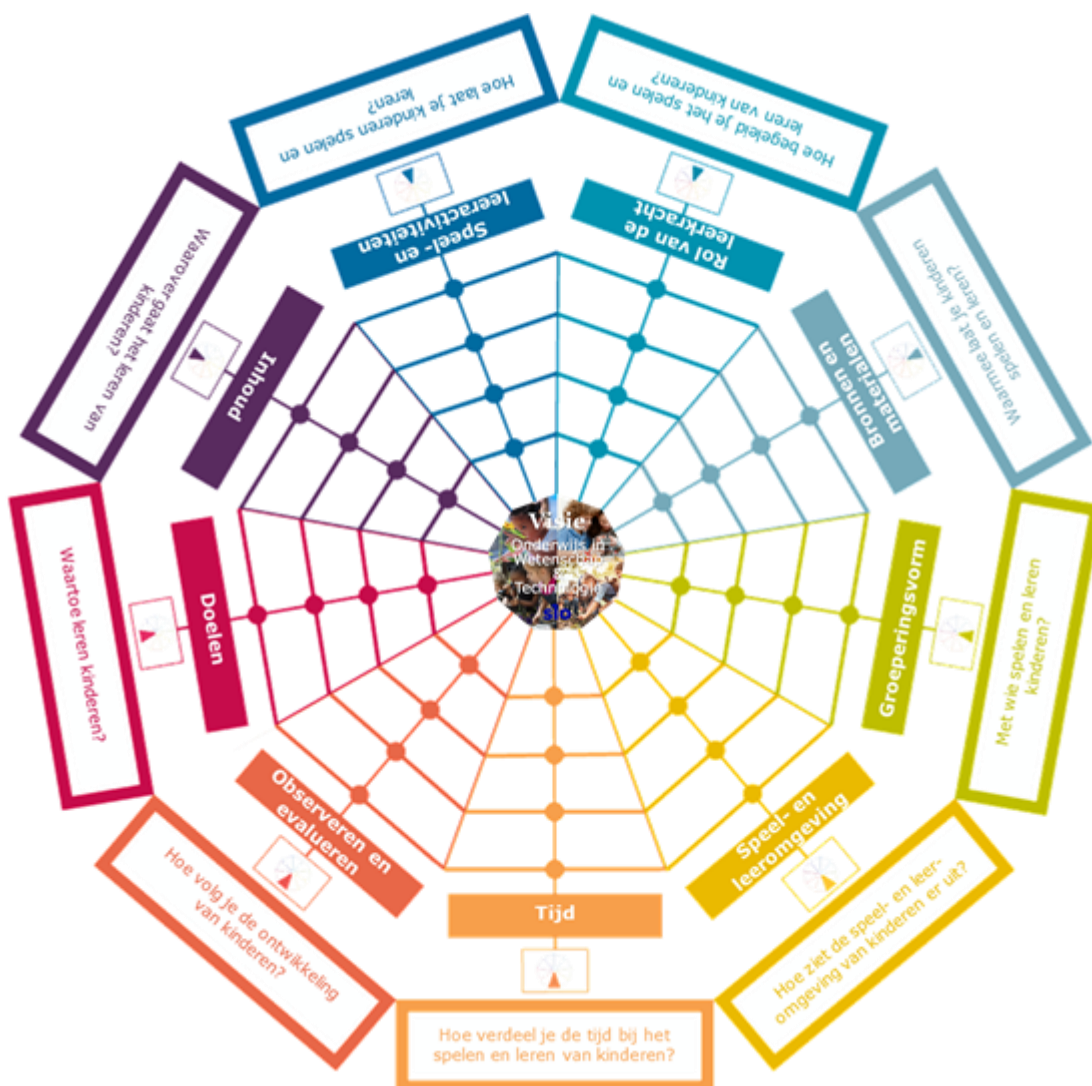 Visie
Onderwijs in
Wetenschap
&
Technologie
slo
Hoe begeleid je het spelen en
leren van kinderen?
Rol van de
leerkracht
Waarmee laat je kinderen
spelen en leren?
Bronnen en
materialen
Met wie spelen en leren
kinderen?
Groeperingsvorm
Hoe ziet de speel- en leer-
omgeving van kinderen er uit?
Speel- en
leeromgeving
Hoe verdeel je de tijd bij het
spelen en leren van kinderen?
Tijd
Hoe volg je de ontwikkeling
van kinderen?
Observeren en
evalueren
Waartoe leren kinderen?
Doelen
Waarover gaat het leren van
kinderen?
Inhoud
Hoe laat je kinderen spelen en
leren?
Speel- en
leeractiviteiten